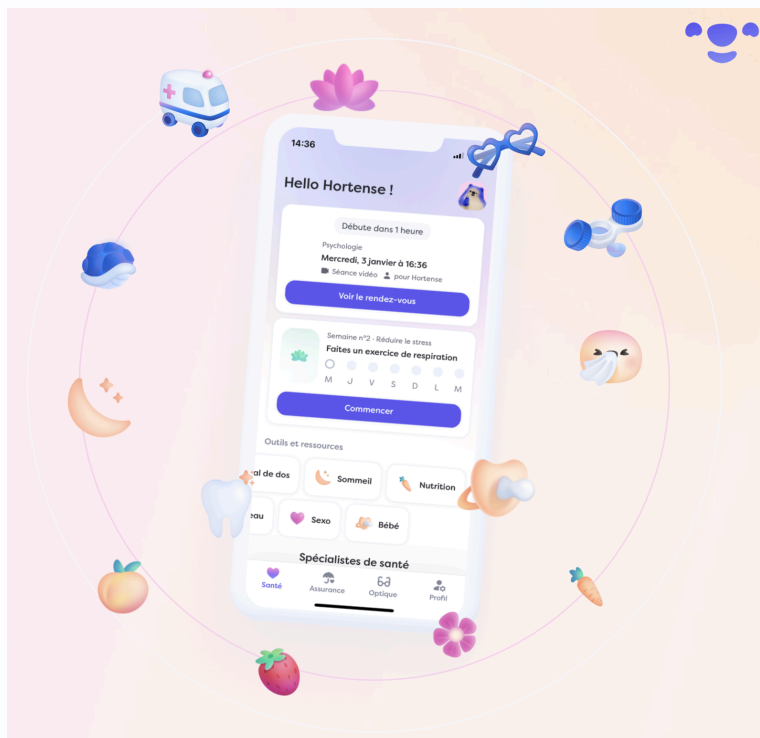 14:36
Hello Hortense !
Débute dans 1 heure
Psychologie
Mercredi, 3 janvier à 16:36
Séance vidéo pour Hortense
Voir le rendez-vous
Semaine n°2 - Réduire le stress
Faites un exercice de respiration
M J V S D L M
Commencer
Outils et ressources
al de dos Sommeil Nutrition
eau Sexo Bébé
Spécialistes de santé
Santé Assurance Optique Profil